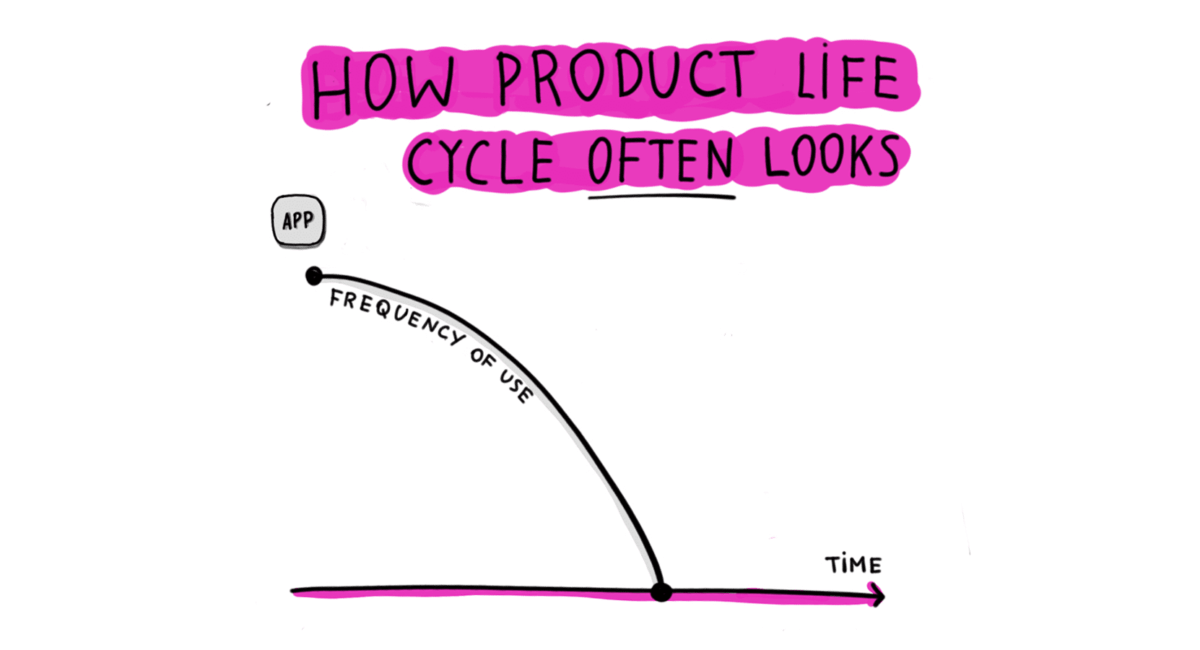 HOW PRODUCT LIFE
CYCLE OFTEN LOOKS
APP
FREQUENCY OF USE
TIME